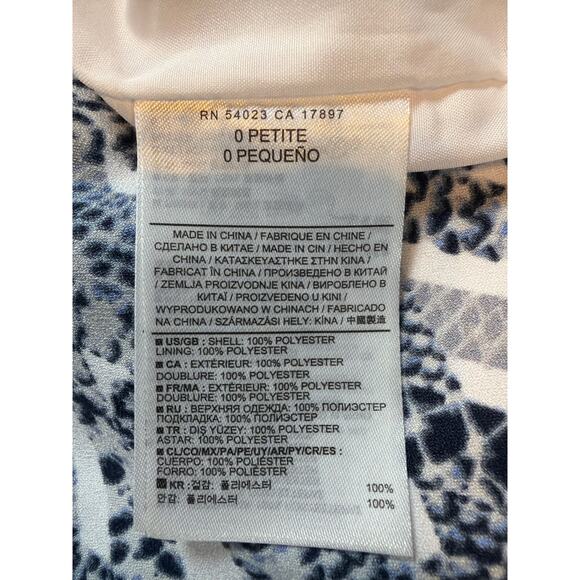 RN 54023 CA 17897
0 PETITE
0 PEQUEÑO
MADE IN CHINA / FABRIQUE EN CHINE /
СДЕЛАНО В КИТАЕ / MADE IN CIN / HECHO EN
CHINA / ΚΑΤΑΣΚΕΥΑΣΤΗΚΕ ΣΤΗΝ ΚΙΝΑ /
FABRICAT ÎN CHINA / ПРОИЗВЕДЕНО В КИТАЙ
/ ZEMLJA PROIZVODNJE KINA / ВИРОБЛЕНО В
КИТАЇ / PROIZVEDENO U KINI /
WYPRODUKOWANO W CHINACH / FABRICADO
NA CHINA / SZÁRMAZÁSI HELY: KÍNA / 中國製造
US/GB : SHELL: 100% POLYESTER
LINING: 100% POLYESTER
CA : EXTÉRIEUR: 100% POLYESTER
DOUBLURE: 100% POLYESTER
FR/MA : EXTÉRIEUR: 100% POLYESTER
DOUBLURE: 100% POLYESTER
RU : ВЕРХНЯЯ ОДЕЖДА: 100% ПОЛИЭСТЕР
ПОДКЛАДКА: 100% ПОЛИЭСТЕР
TR : DIŞ YÜZEY: 100% POLYESTER
ASTAR: 100% POLYESTER
CL/CO/MX/PA/PE/UY/AR/PY/CR/ES :
CUERPO: 100% POLIÉSTER
FORRO: 100% POLIÉSTER
KR : 겉감: 폴리에스터 100%
안감: 폴리에스터 100%